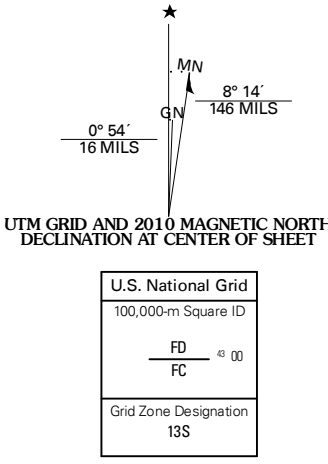 ★
MN
GN
8° 14´
146 MILS
0° 54´
16 MILS
UTM GRID AND 2010 MAGNETIC NORTH
DECLINATION AT CENTER OF SHEET
U.S. National Grid
100,000-m Square ID
FD
43 00
FC
Grid Zone Designation
13S